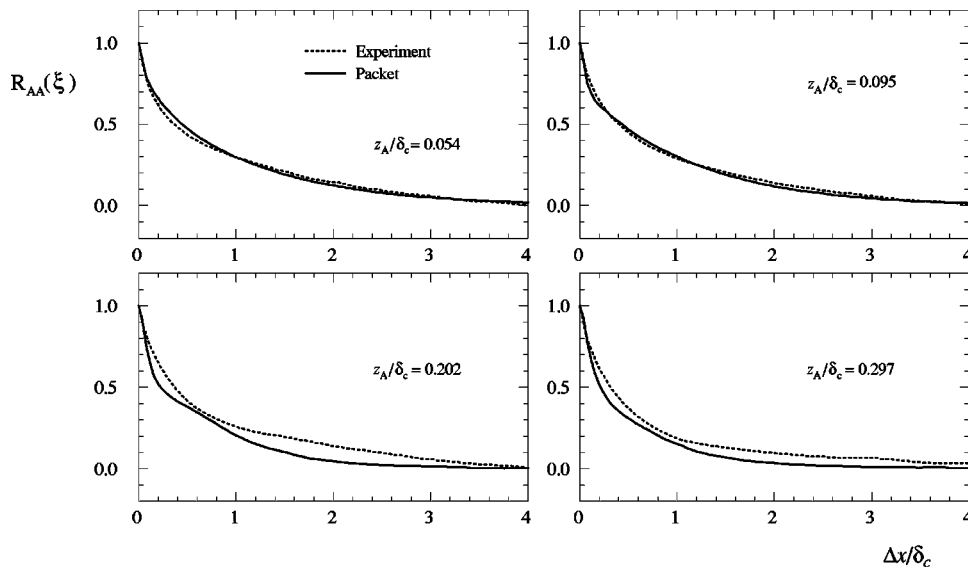 R_AA(ξ)
1.0
0.5
0.0
0 1 2 3 4
Experiment
Packet
z_A/δ_c = 0.054
1.0
0.5
0.0
0 1 2 3 4
z_A/δ_c = 0.095
1.0
0.5
0.0
0 1 2 3 4
z_A/δ_c = 0.202
1.0
0.5
0.0
0 1 2 3 4
z_A/δ_c = 0.297
Δx/δ_c